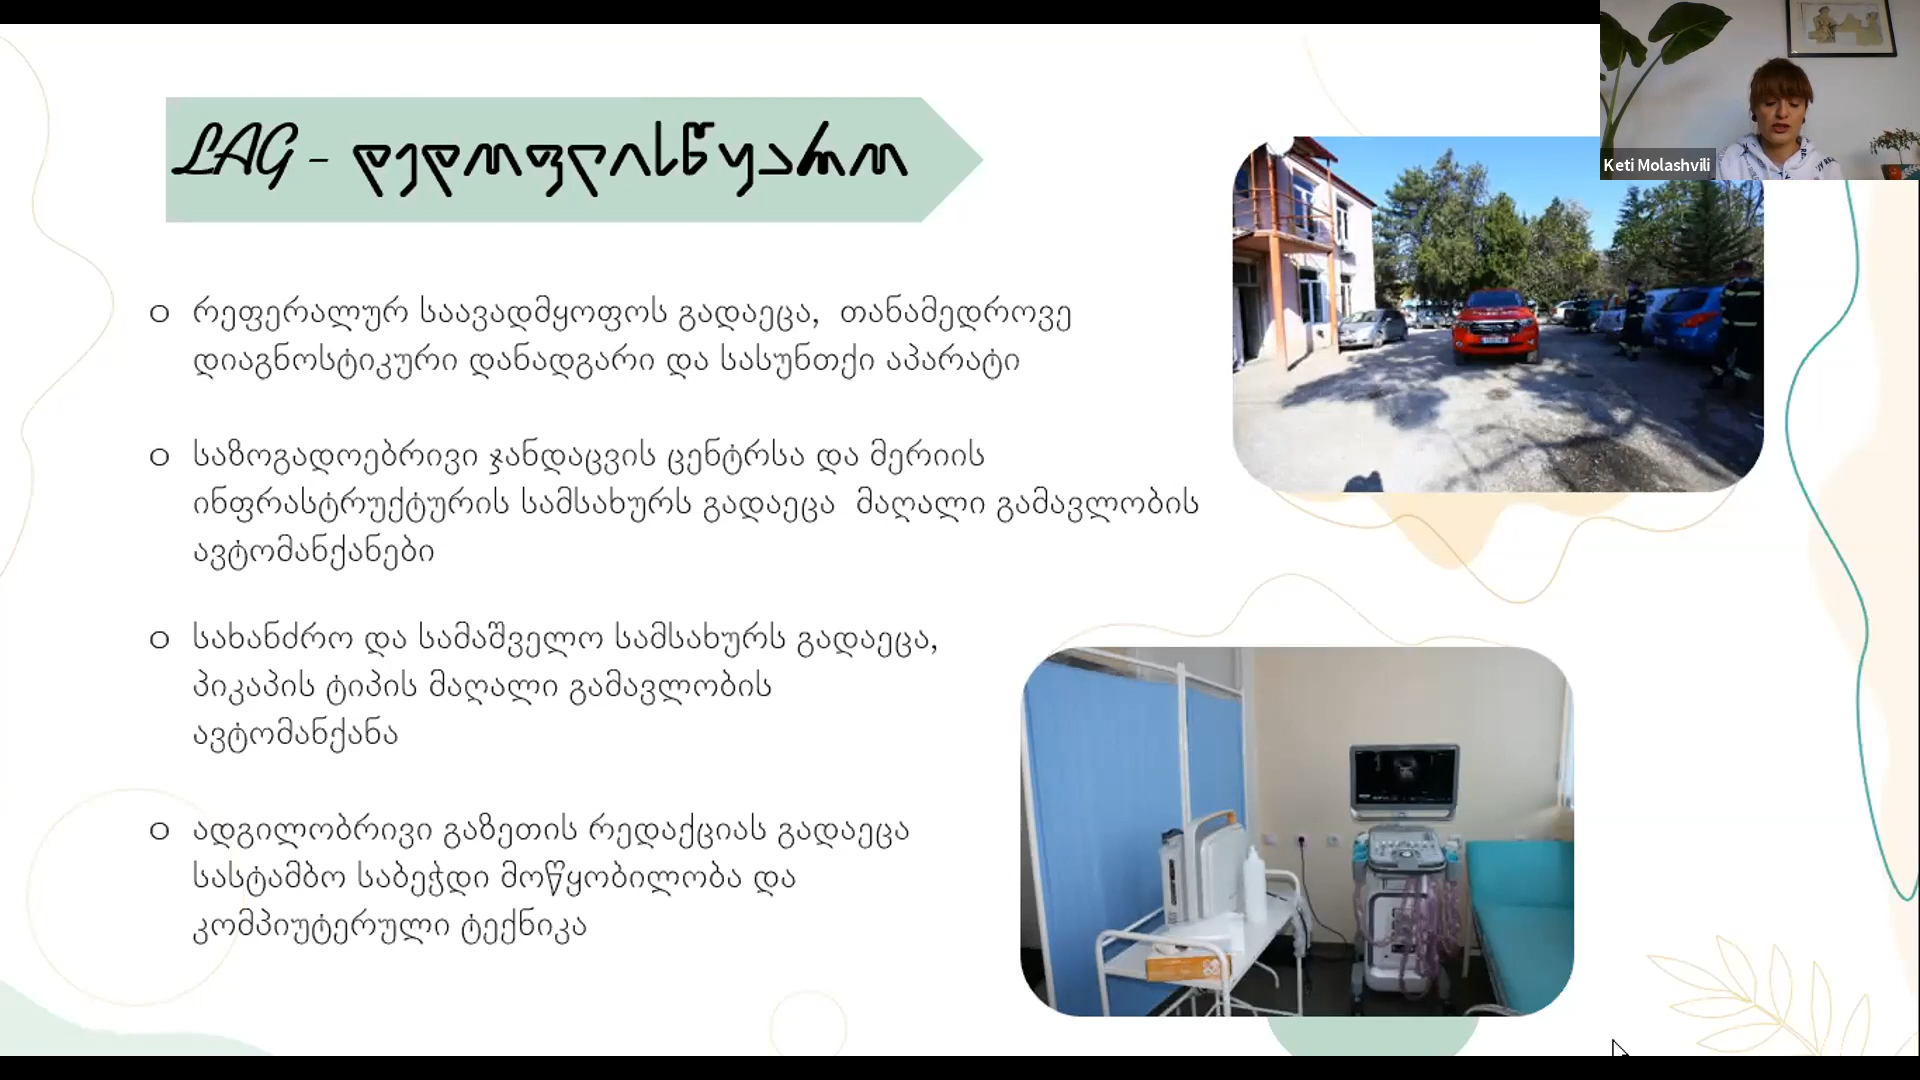 LAG - დედოფლისწყარო
Keti Molashvili
o რეფერალურ საავადმყოფოს გადაეცა, თანამედროვე
დიაგნოსტიკური დანადგარი და სასუნთქი აპარატი
o საზოგადოებრივი ჯანდაცვის ცენტრსა და მერიის
ინფრასტრუქტურის სამსახურს გადაეცა მაღალი გამავლობის
ავტომანქანები
o სახანძრო და სამაშველო სამსახურს გადაეცა,
პიკაპის ტიპის მაღალი გამავლობის
ავტომანქანა
o ადგილობრივი გაზეთის რედაქციას გადაეცა
სასტამბო საბეჭდი მოწყობილობა და
კომპიუტერული ტექნიკა